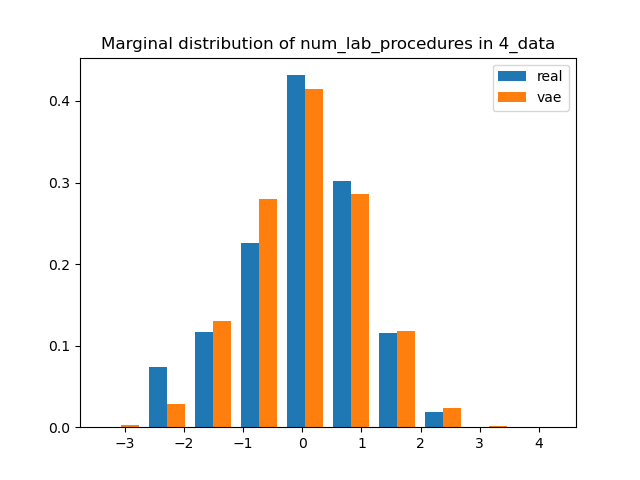 Marginal distribution of num_lab_procedures in 4_data
real
vae
0.4
0.3
0.2
0.1
0.0
−3 −2 −1 0 1 2 3 4